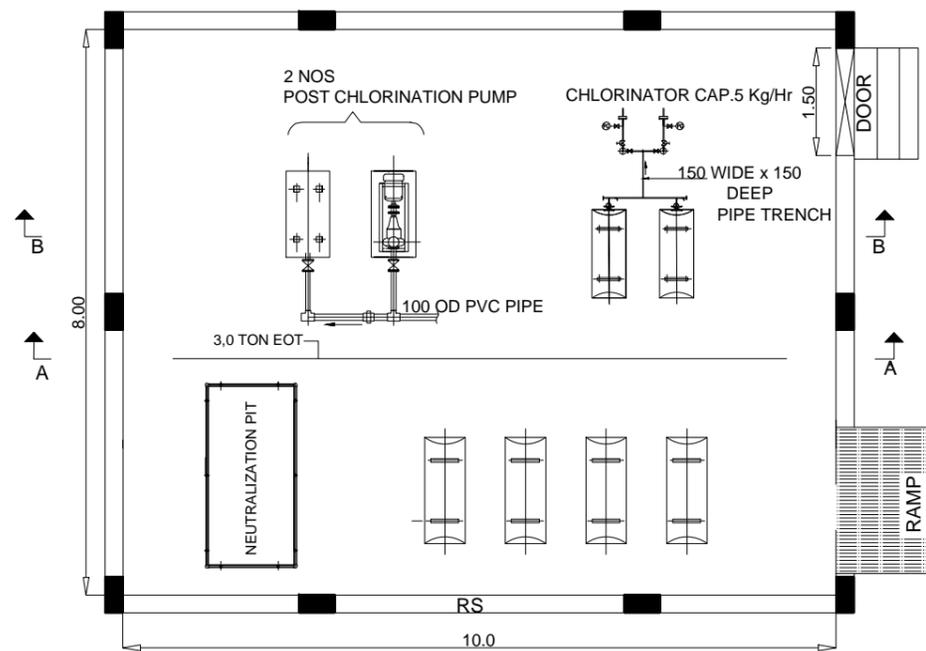 2 NOS
POST CHLORINATION PUMP
CHLORINATOR CAP.5 Kg/Hr
1.50
DOOR
150 WIDE x 150
DEEP
PIPE TRENCH
B
B
8.00
100 OD PVC PIPE
3,0 TON EOT
A
A
NEUTRALIZATION PIT
RAMP
RS
10.0